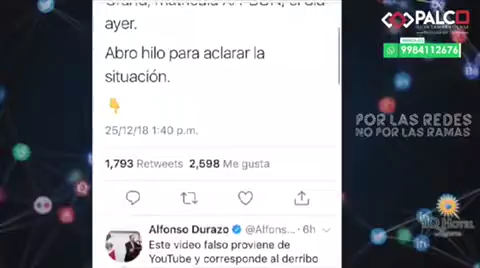 ayer.
Abro hilo para aclarar la
situación.
👇
25/12/18 1:40 p.m.
1,793 Retweets 2,598 Me gusta
Alfonso Durazo @Alfons... · 6h
Este video falso proviene de
YouTube y corresponde al derribo
PALCO
9984112676
POR LAS REDES
NO POR LAS RAMAS
HOTEL